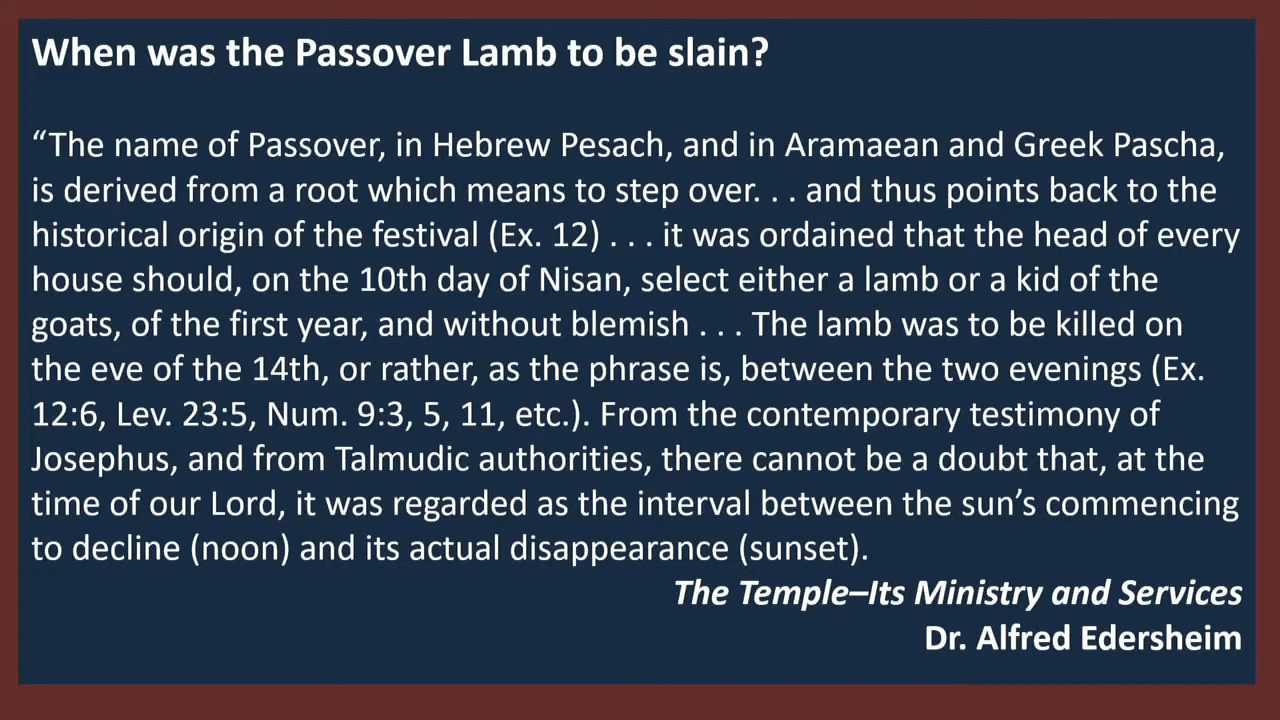 When was the Passover Lamb to be slain?
“The name of Passover, in Hebrew Pesach, and in Aramaean and Greek Pascha,
is derived from a root which means to step over. . . and thus points back to the
historical origin of the festival (Ex. 12) . . . it was ordained that the head of every
house should, on the 10th day of Nisan, select either a lamb or a kid of the
goats, of the first year, and without blemish . . . The lamb was to be killed on
the eve of the 14th, or rather, as the phrase is, between the two evenings (Ex.
12:6, Lev. 23:5, Num. 9:3, 5, 11, etc.). From the contemporary testimony of
Josephus, and from Talmudic authorities, there cannot be a doubt that, at the
time of our Lord, it was regarded as the interval between the sun’s commencing
to decline (noon) and its actual disappearance (sunset).
The Temple–Its Ministry and Services
Dr. Alfred Edersheim